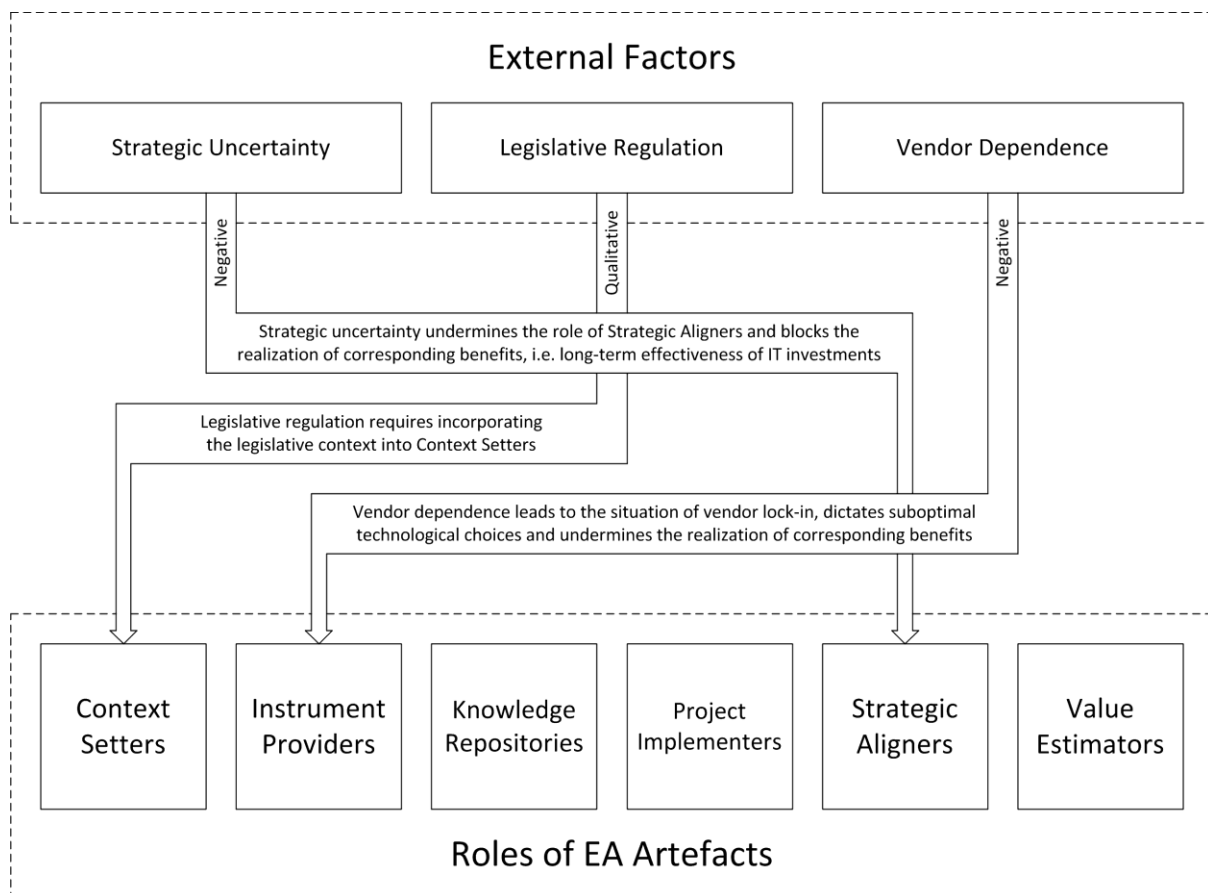 External Factors
Strategic Uncertainty
Legislative Regulation
Vendor Dependence
Negative
Qualitative
Negative
Strategic uncertainty undermines the role of Strategic Aligners and blocks the
realization of corresponding benefits, i.e. long-term effectiveness of IT investments
Legislative regulation requires incorporating
the legislative context into Context Setters
Vendor dependence leads to the situation of vendor lock-in, dictates suboptimal
technological choices and undermines the realization of corresponding benefits
Context
Setters
Instrument
Providers
Knowledge
Repositories
Project
Implementers
Strategic
Aligners
Value
Estimators
Roles of EA Artefacts